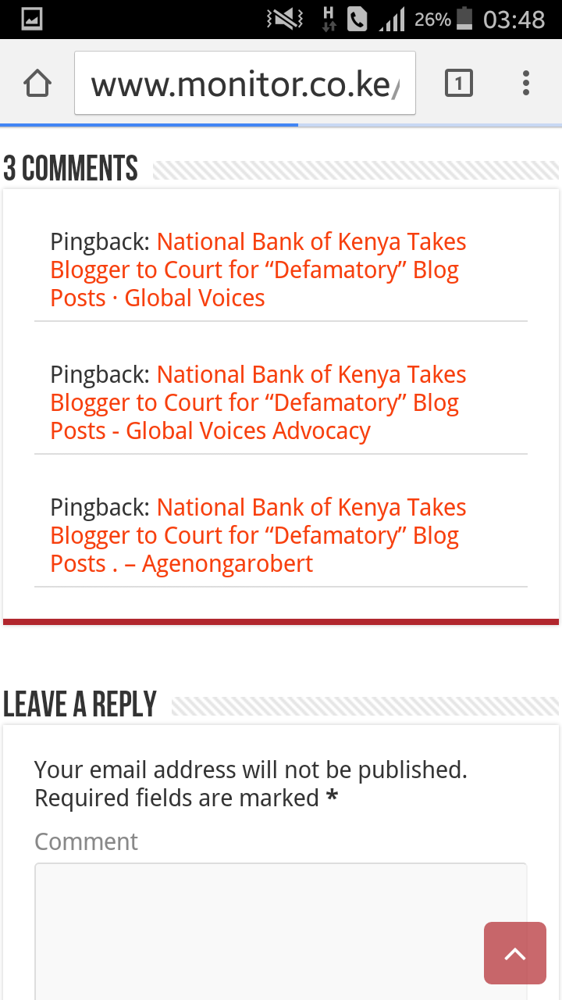 H 26% 03:48
www.monitor.co.ke/
1
3 COMMENTS
Pingback: National Bank of Kenya Takes
Blogger to Court for “Defamatory” Blog
Posts · Global Voices
Pingback: National Bank of Kenya Takes
Blogger to Court for “Defamatory” Blog
Posts - Global Voices Advocacy
Pingback: National Bank of Kenya Takes
Blogger to Court for “Defamatory” Blog
Posts . – Agenongarobert
LEAVE A REPLY
Your email address will not be published.
Required fields are marked *
Comment